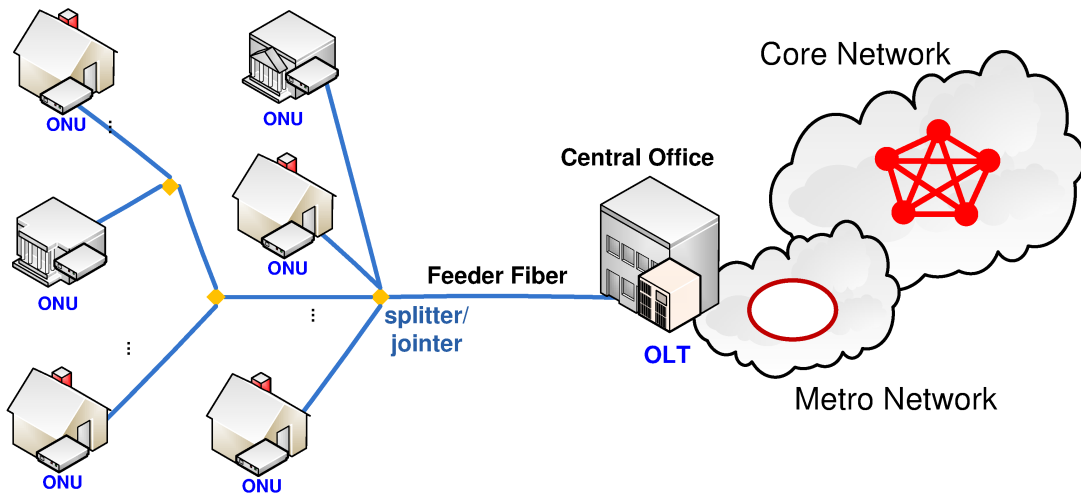 Core Network
ONU
ONU
Central Office
ONU
ONU
Feeder Fiber
splitter/
jointer
OLT
Metro Network
ONU
ONU